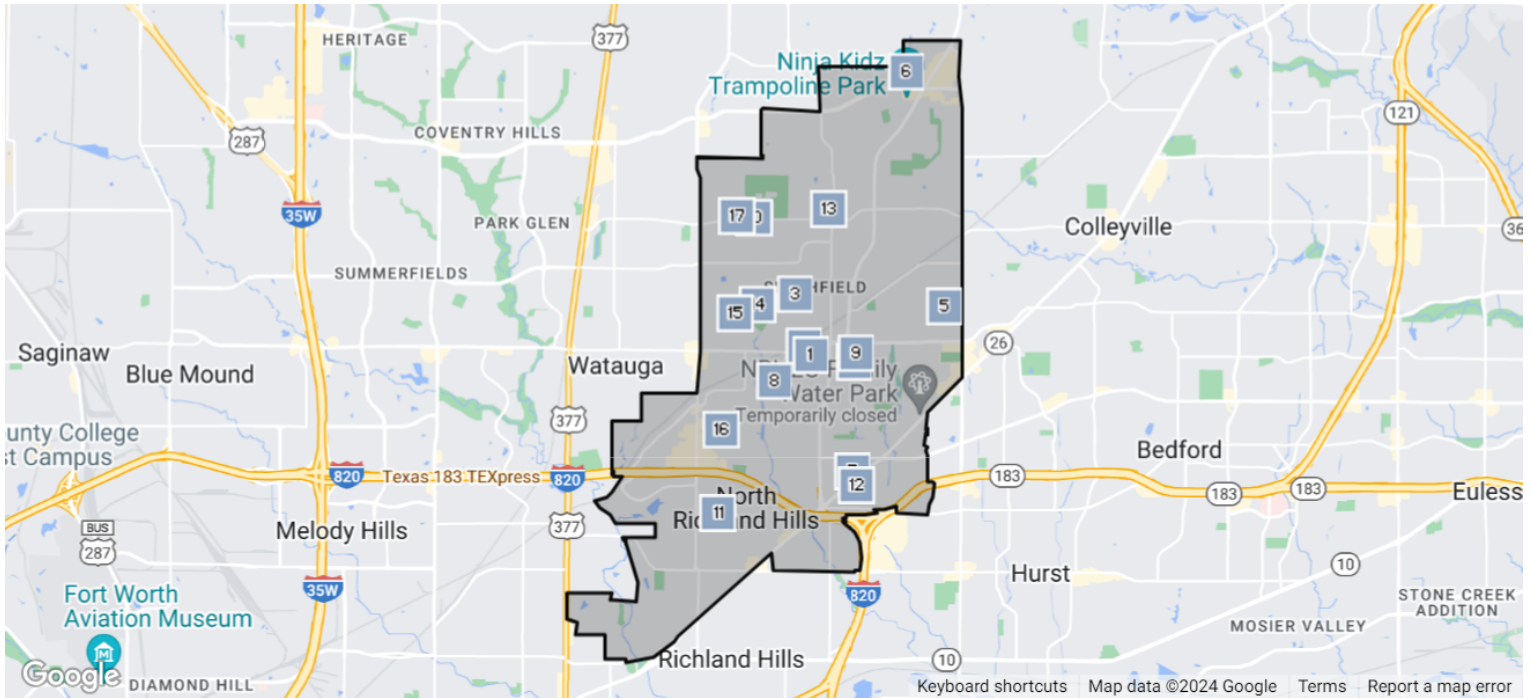 HERITAGE
377
Ninja Kidz
Trampoline Park
6
121
287
COVENTRY HILLS
35W
PARK GLEN
17
13
Colleyville
SUMMERFIELDS
3
4
15
5
Saginaw
Blue Mound
Watauga
1
9
26
8
Family
Water Park
Temporarily closed
377
16
ounty College
st Campus
Bedford
820
Texas 183 TEXpress
820
183
183
183
Euless
12
11
North
Richland Hills
BUS
287
Melody Hills
377
10
35W
Hurst
820
Fort Worth
Aviation Museum
STONE CREEK
ADDITION
MOSIER VALLEY
Richland Hills
10
Google
DIAMOND HILL
Keyboard shortcuts
Map data ©2024 Google
Terms
Report a map error